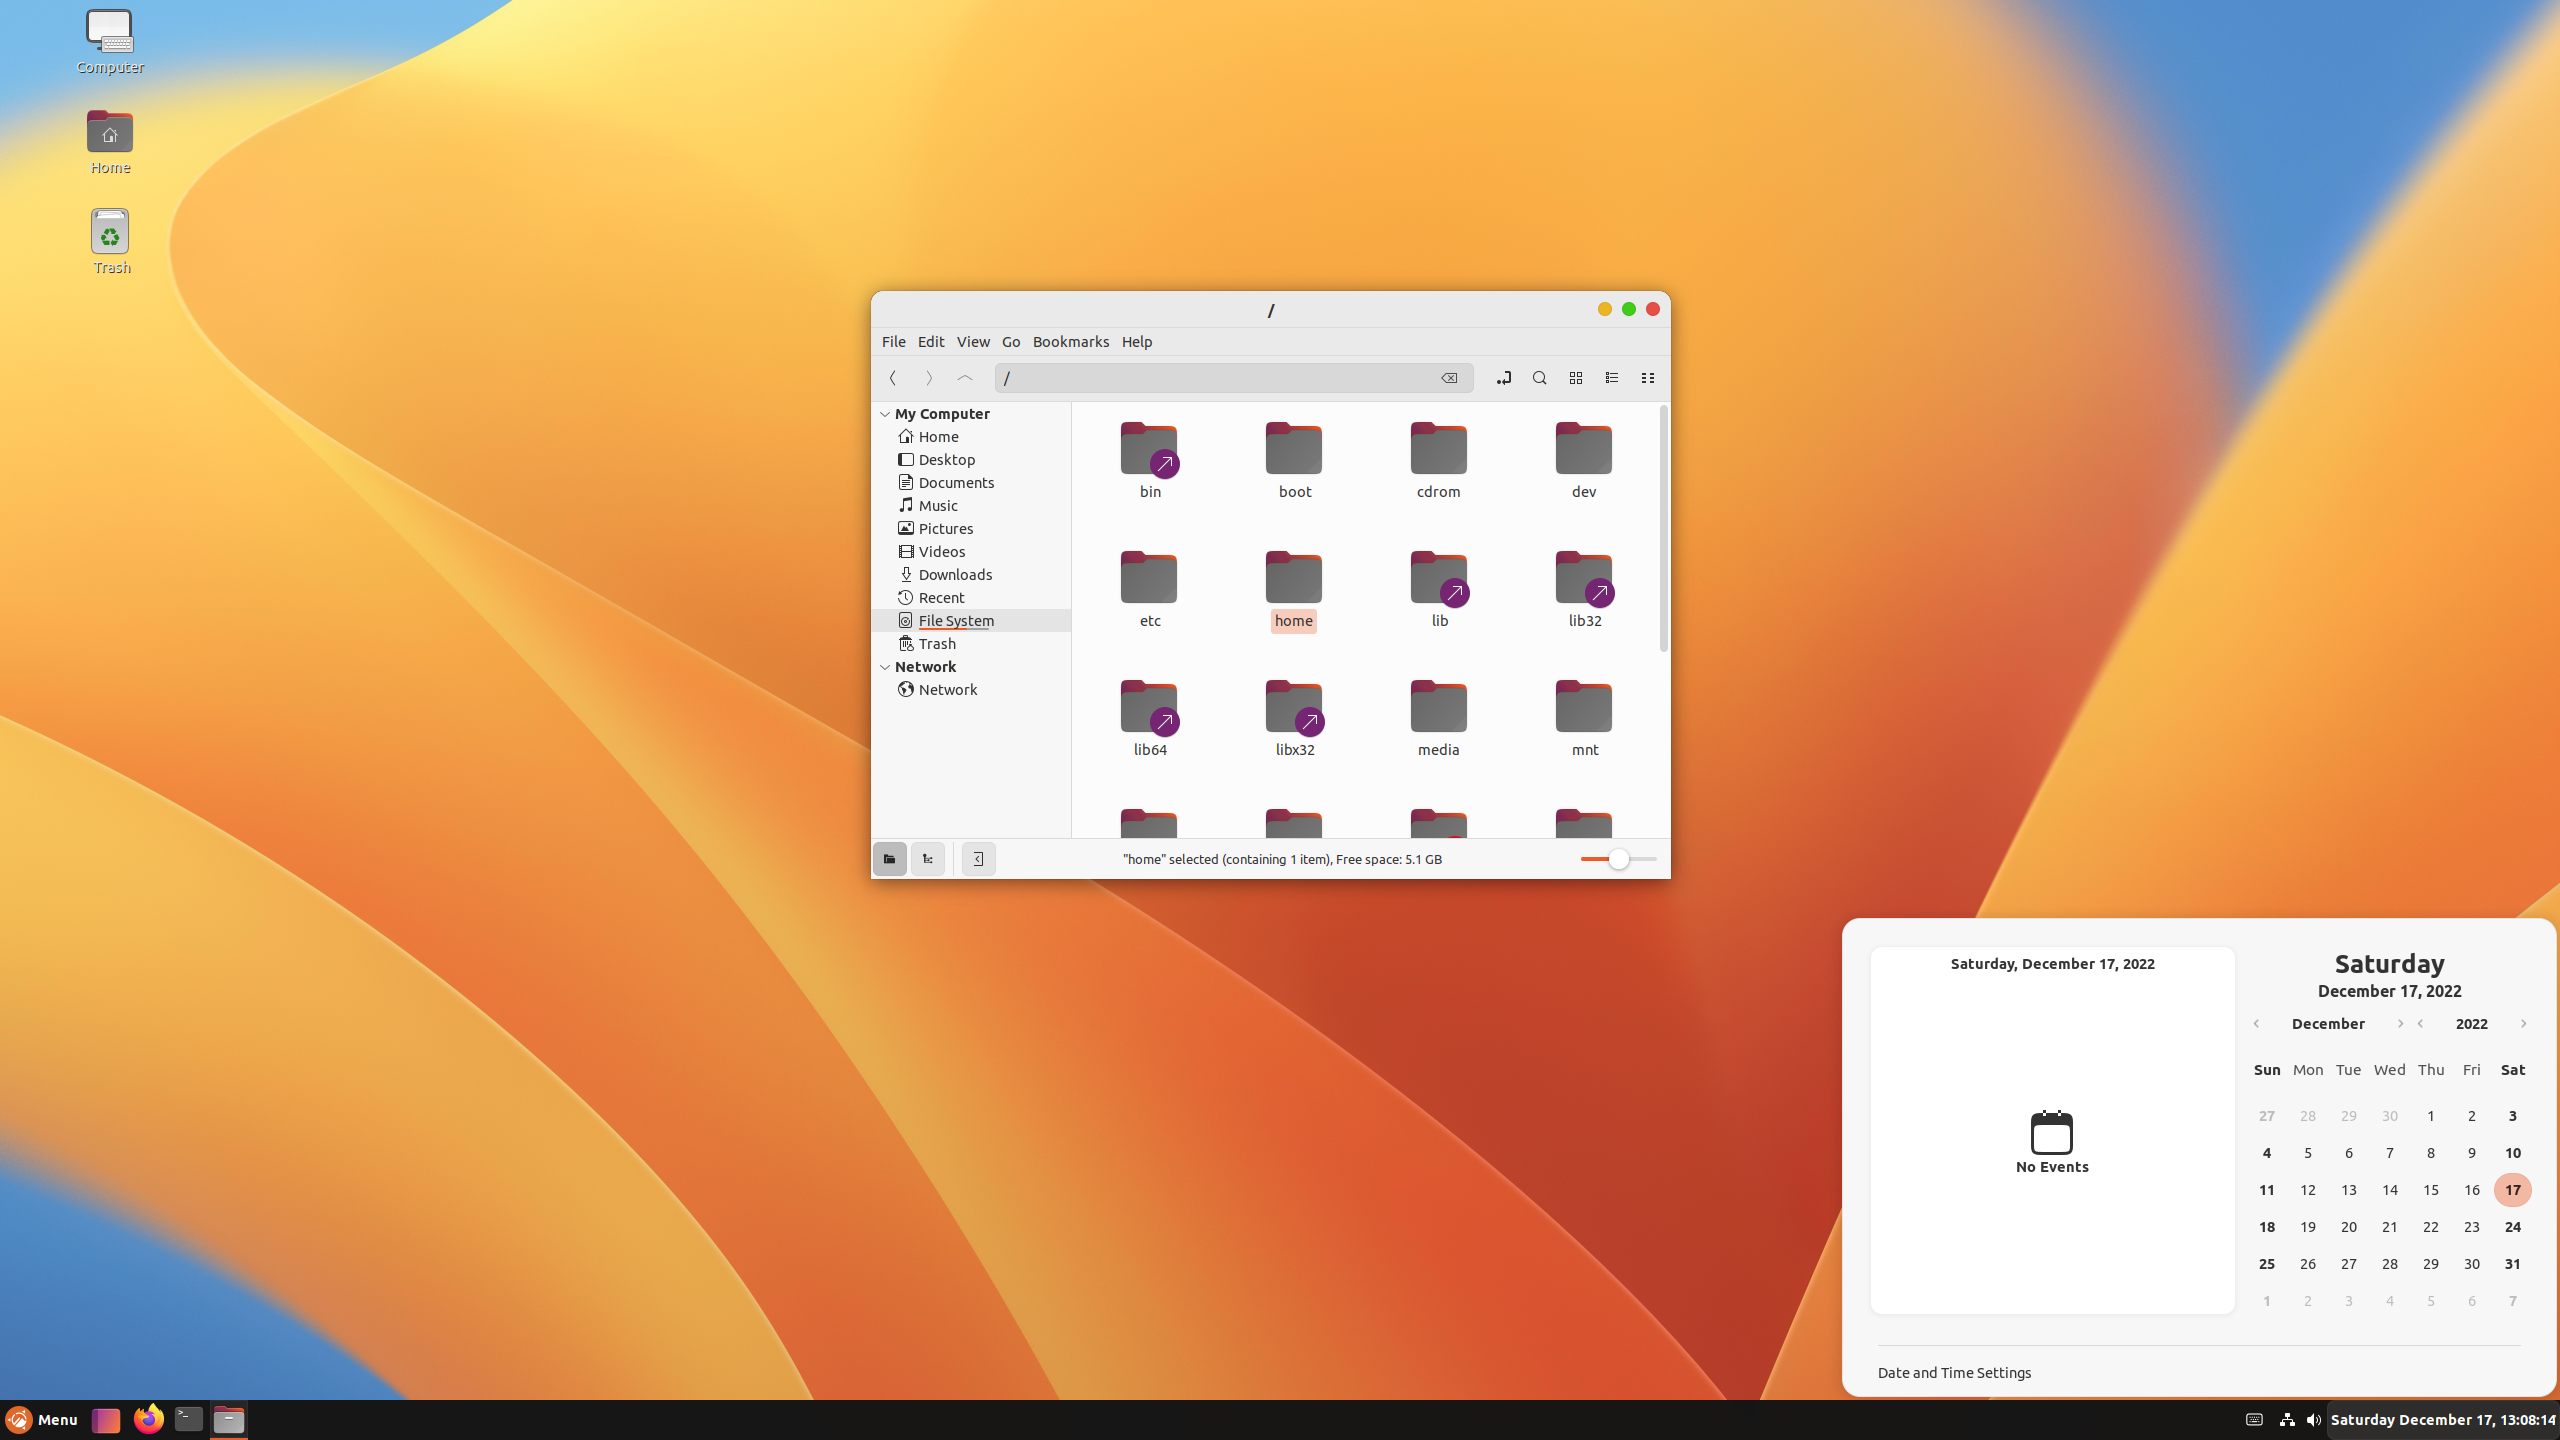 Computer
Home
Trash
/
File Edit View Go Bookmarks Help
/
My Computer
Home
Desktop
Documents
Music
Pictures
Videos
Downloads
Recent
File System
Trash
Network
Network
bin boot cdrom dev
etc home lib lib32
lib64 libx32 media mnt
"home" selected (containing 1 item), Free space: 5.1 GB
Saturday, December 17, 2022
No Events
Saturday
December 17, 2022
December 2022
Sun Mon Tue Wed Thu Fri Sat
27 28 29 30 1 2 3
4 5 6 7 8 9 10
11 12 13 14 15 16 17
18 19 20 21 22 23 24
25 26 27 28 29 30 31
1 2 3 4 5 6 7
Date and Time Settings
Menu
Saturday December 17, 13:08:14